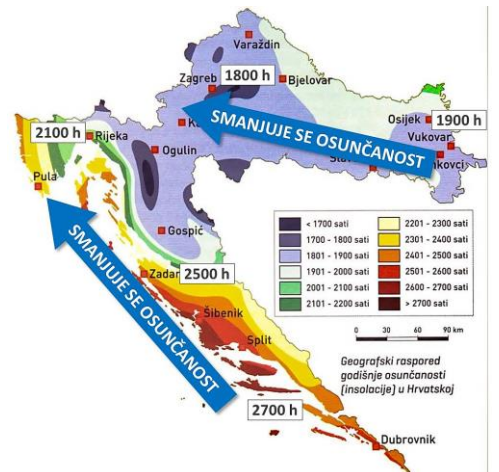 Varaždin
1800 h
Zagreb
Bjelovar
Osijek
1900 h
SMANJUJE SE OSUNČANOST
Vukovar
2100 h
Rijeka
Ogulin
Pula
Gospić
SMANJUJE SE OSUNČANOST
Zadar
2500 h
Šibenik
Split
2700 h
Dubrovnik
< 1700 sati
1700 - 1800 sati
1801 - 1900 sati
1901 - 2000 sati
2001 - 2100 sati
2101 - 2200 sati
2201 - 2300 sati
2301 - 2400 sati
2401 - 2500 sati
2501 - 2600 sati
2600 - 2700 sati
> 2700 sati
0 30 60 90 km
Geografski raspored
godišnje osunčanosti
(insolacije) u Hrvatskoj